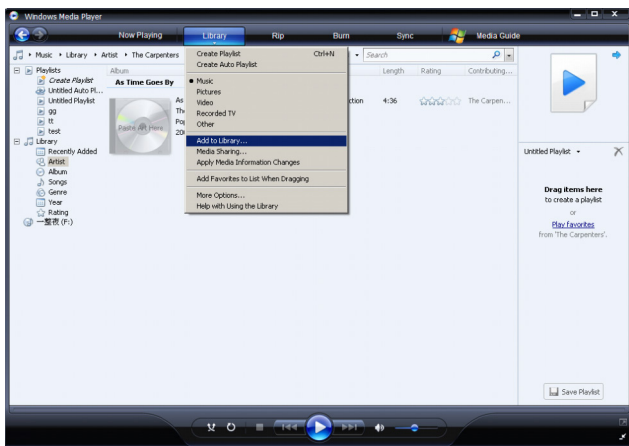 Windows Media Player
Now Playing
Library
Rip
Burn
Sync
Media Guide
Music
Library
Artist
The Carpenters
Search
Create Playlist Ctrl+N
Create Auto Playlist
Music
Pictures
Video
Recorded TV
Other
Add to Library...
Media Sharing...
Apply Media Information Changes
Add Favorites to List When Dragging
More Options...
Help with Using the Library
Playlists
Create Playlist
Untitled Auto Pl...
Untitled Playlist
gg
tt
test
Library
Recently Added
Artist
Album
Songs
Genre
Year
Rating
一整夜 (F:)
Album
Length
Rating
Contributing...
As Time Goes By
Paste Art Here
As
The
Pop
200
ction
4:36
The Carpen...
Untitled Playlist
Drag items here
to create a playlist
or
Play favorites
from 'The Carpenters'.
Save Playlist